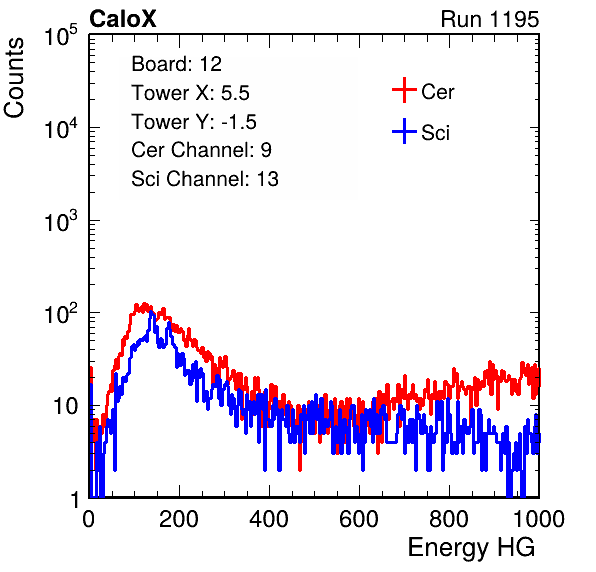 CaloX Run 1195
Counts
10^5
10^4
10^3
10^2
10
1
Board: 12
Tower X: 5.5
Tower Y: -1.5
Cer Channel: 9
Sci Channel: 13
Cer
Sci
0 200 400 600 800 1000
Energy HG